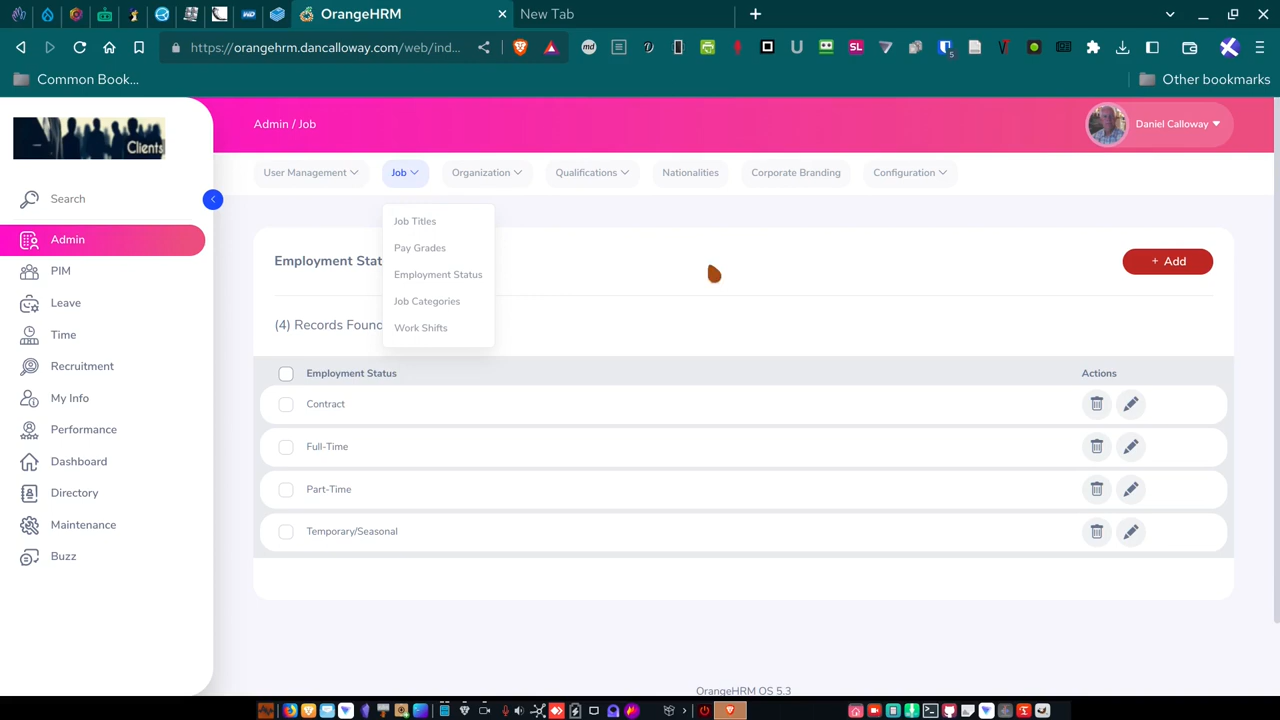 OrangeHRM
New Tab
https://orangehrm.dancalloway.com/web/ind...
Common Book...
Other bookmarks
Clients
Admin / Job
Daniel Calloway
User Management
Job
Organization
Qualifications
Nationalities
Corporate Branding
Configuration
Search
Admin
PIM
Leave
Time
Recruitment
My Info
Performance
Dashboard
Directory
Maintenance
Buzz
Job Titles
Pay Grades
Employment Status
Job Categories
Work Shifts
Employment Stat
+ Add
(4) Records Found
Employment Status
Actions
Contract
Full-Time
Part-Time
Temporary/Seasonal
OrangeHRM OS 5.3